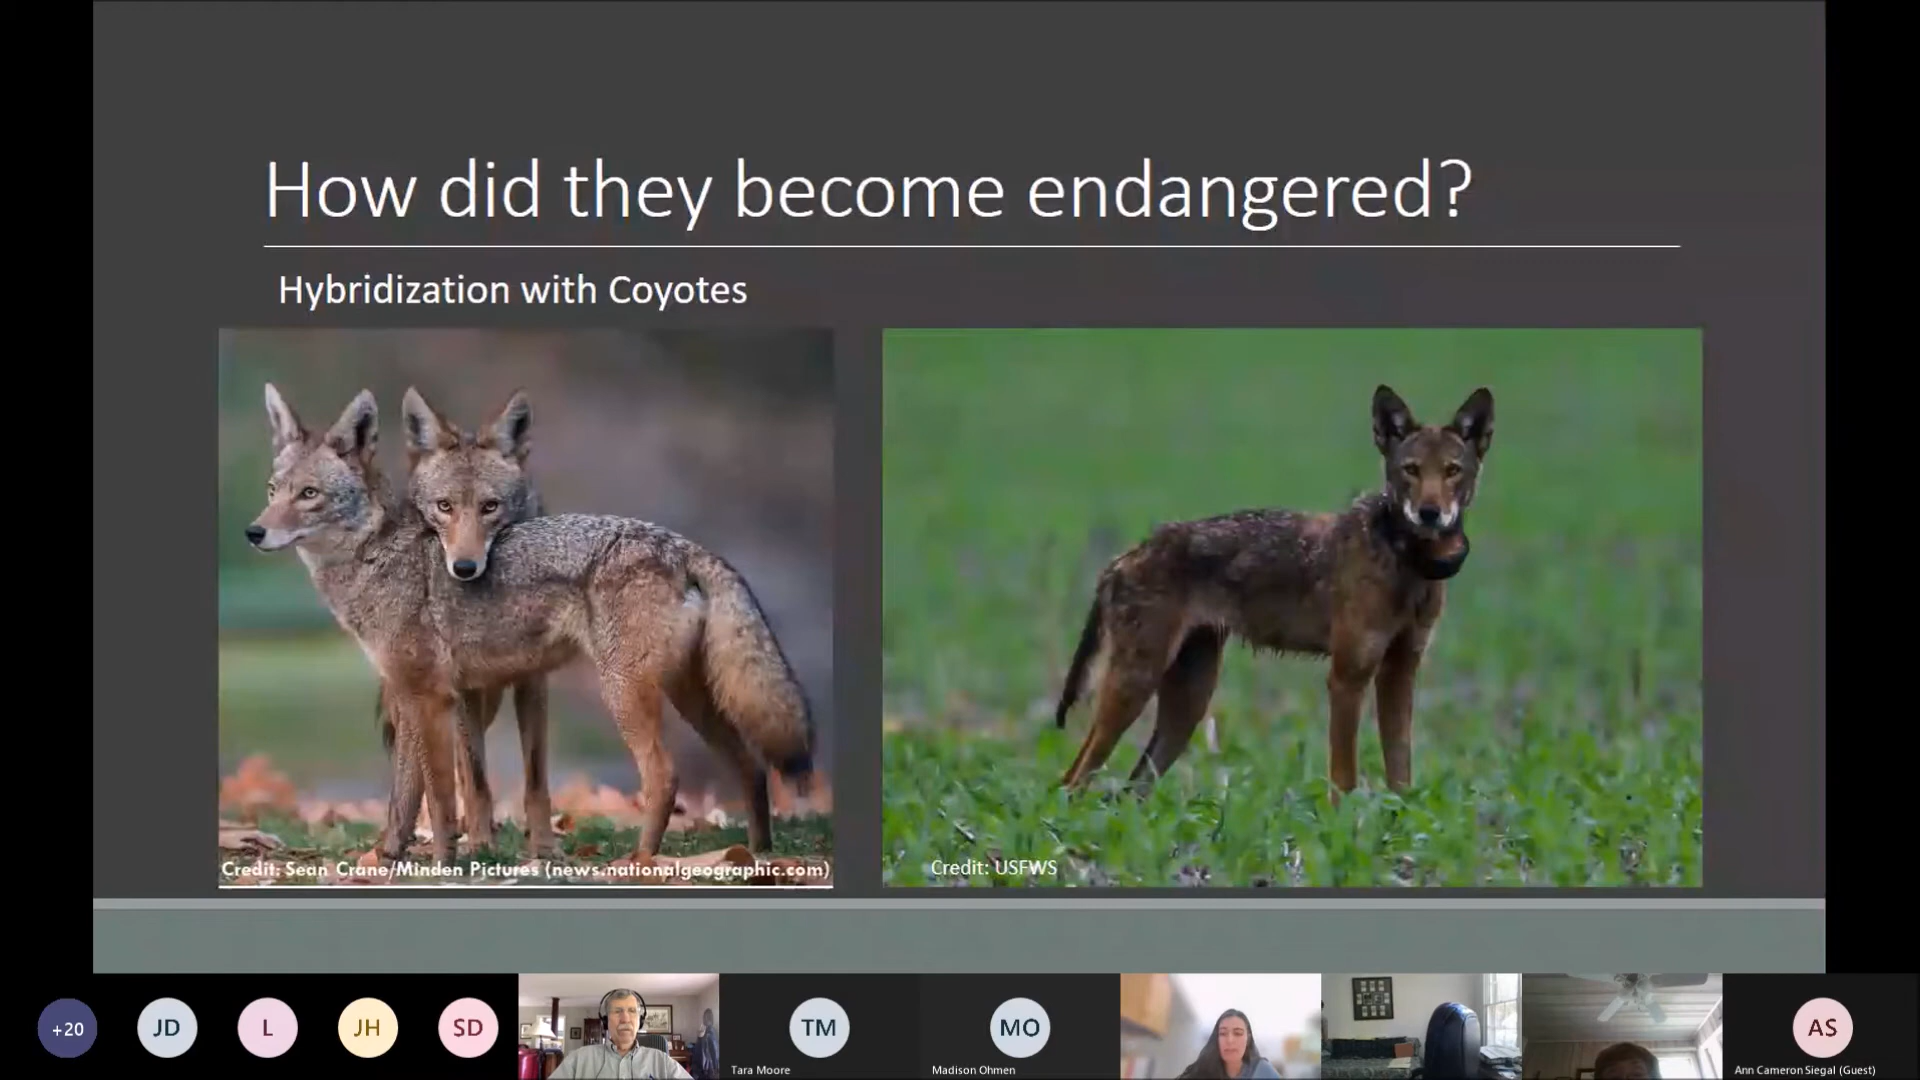 How did they become endangered?
Hybridization with Coyotes
Credit: Sean Crane/Minden Pictures (news.nationalgeographic.com)
Credit: USFWS
+20
JD
L
JH
SD
TM
Tara Moore
MO
Madison Ohmen
AS
Ann Cameron Siegal (Guest)